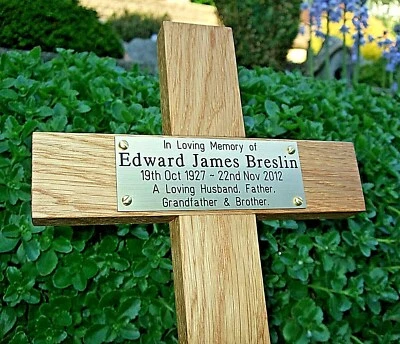 In Loving Memory of
Edward James Breslin
19th Oct 1927 - 22nd Nov 2012
A Loving Husband, Father,
Grandfather & Brother.